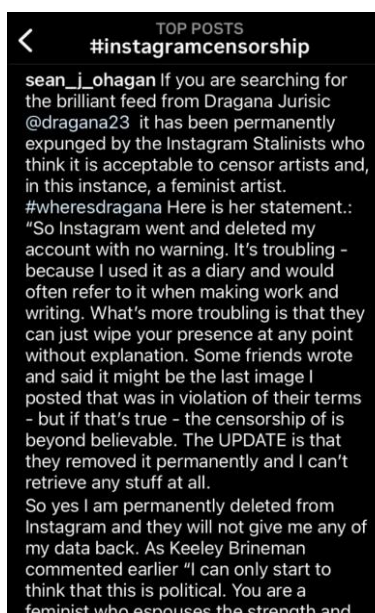 TOP POSTS
#instagramcensorship
sean_j_ohagan If you are searching for
the brilliant feed from Dragana Jurisic
@dragana23 it has been permanently
expunged by the Instagram Stalinists who
think it is acceptable to censor artists and,
in this instance, a feminist artist.
#wheresdragana Here is her statement.:
“So Instagram went and deleted my
account with no warning. It’s troubling -
because I used it as a diary and would
often refer to it when making work and
writing. What’s more troubling is that they
can just wipe your presence at any point
without explanation. Some friends wrote
and said it might be the last image I
posted that was in violation of their terms
- but if that’s true - the censorship of is
beyond believable. The UPDATE is that
they removed it permanently and I can’t
retrieve any stuff at all.
So yes I am permanently deleted from
Instagram and they will not give me any of
my data back. As Keeley Brineman
commented earlier “I can only start to
think that this is political. You are a
feminist who espouses the strength and